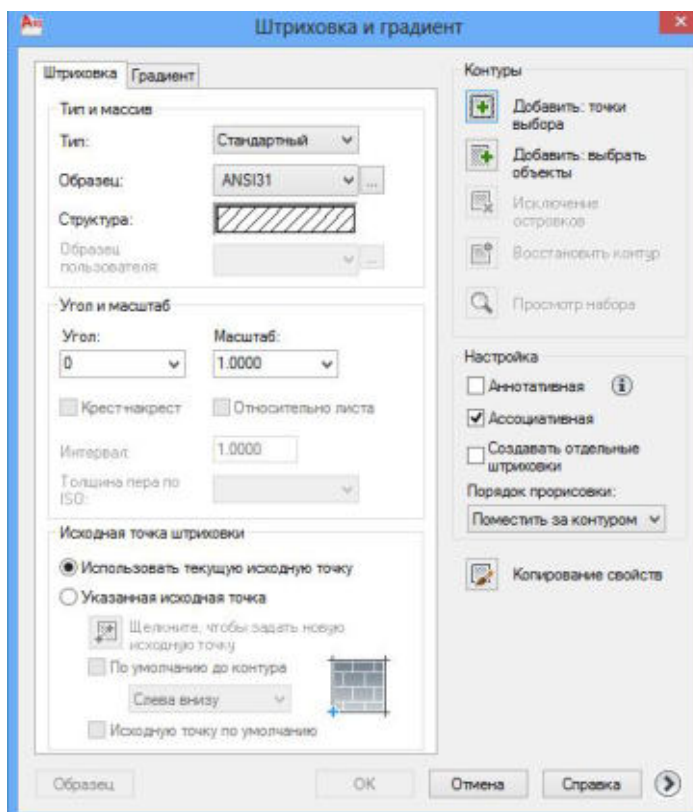 Штриховка и градиент
Штриховка
Градиент
Тип и массив
Тип:
Стандартный
Образец:
ANSI31
...
Структура:
Образец
пользователя:
...
Угол и масштаб
Угол:
Масштаб:
0
1.0000
Крест-накрест
Относительно листа
Интервал:
1.0000
Толщина пера по
ISO:
Исходная точка штриховки
Использовать текущую исходную точку
Указанная исходная точка
Щелкните, чтобы задать новую
исходную точку
По умолчанию до контура
Слева внизу
Исходную точку по умолчанию
Контуры
Добавить: точки
выбора
Добавить: выбрать
объекты
Исключение
островков
Восстановить контур
Просмотр набора
Настройка
Аннотативная
Ассоциативная
Создавать отдельные
штриховки
Порядок прорисовки:
Поместить за контуром
Копирование свойств
Образец
OK
Отмена
Справка